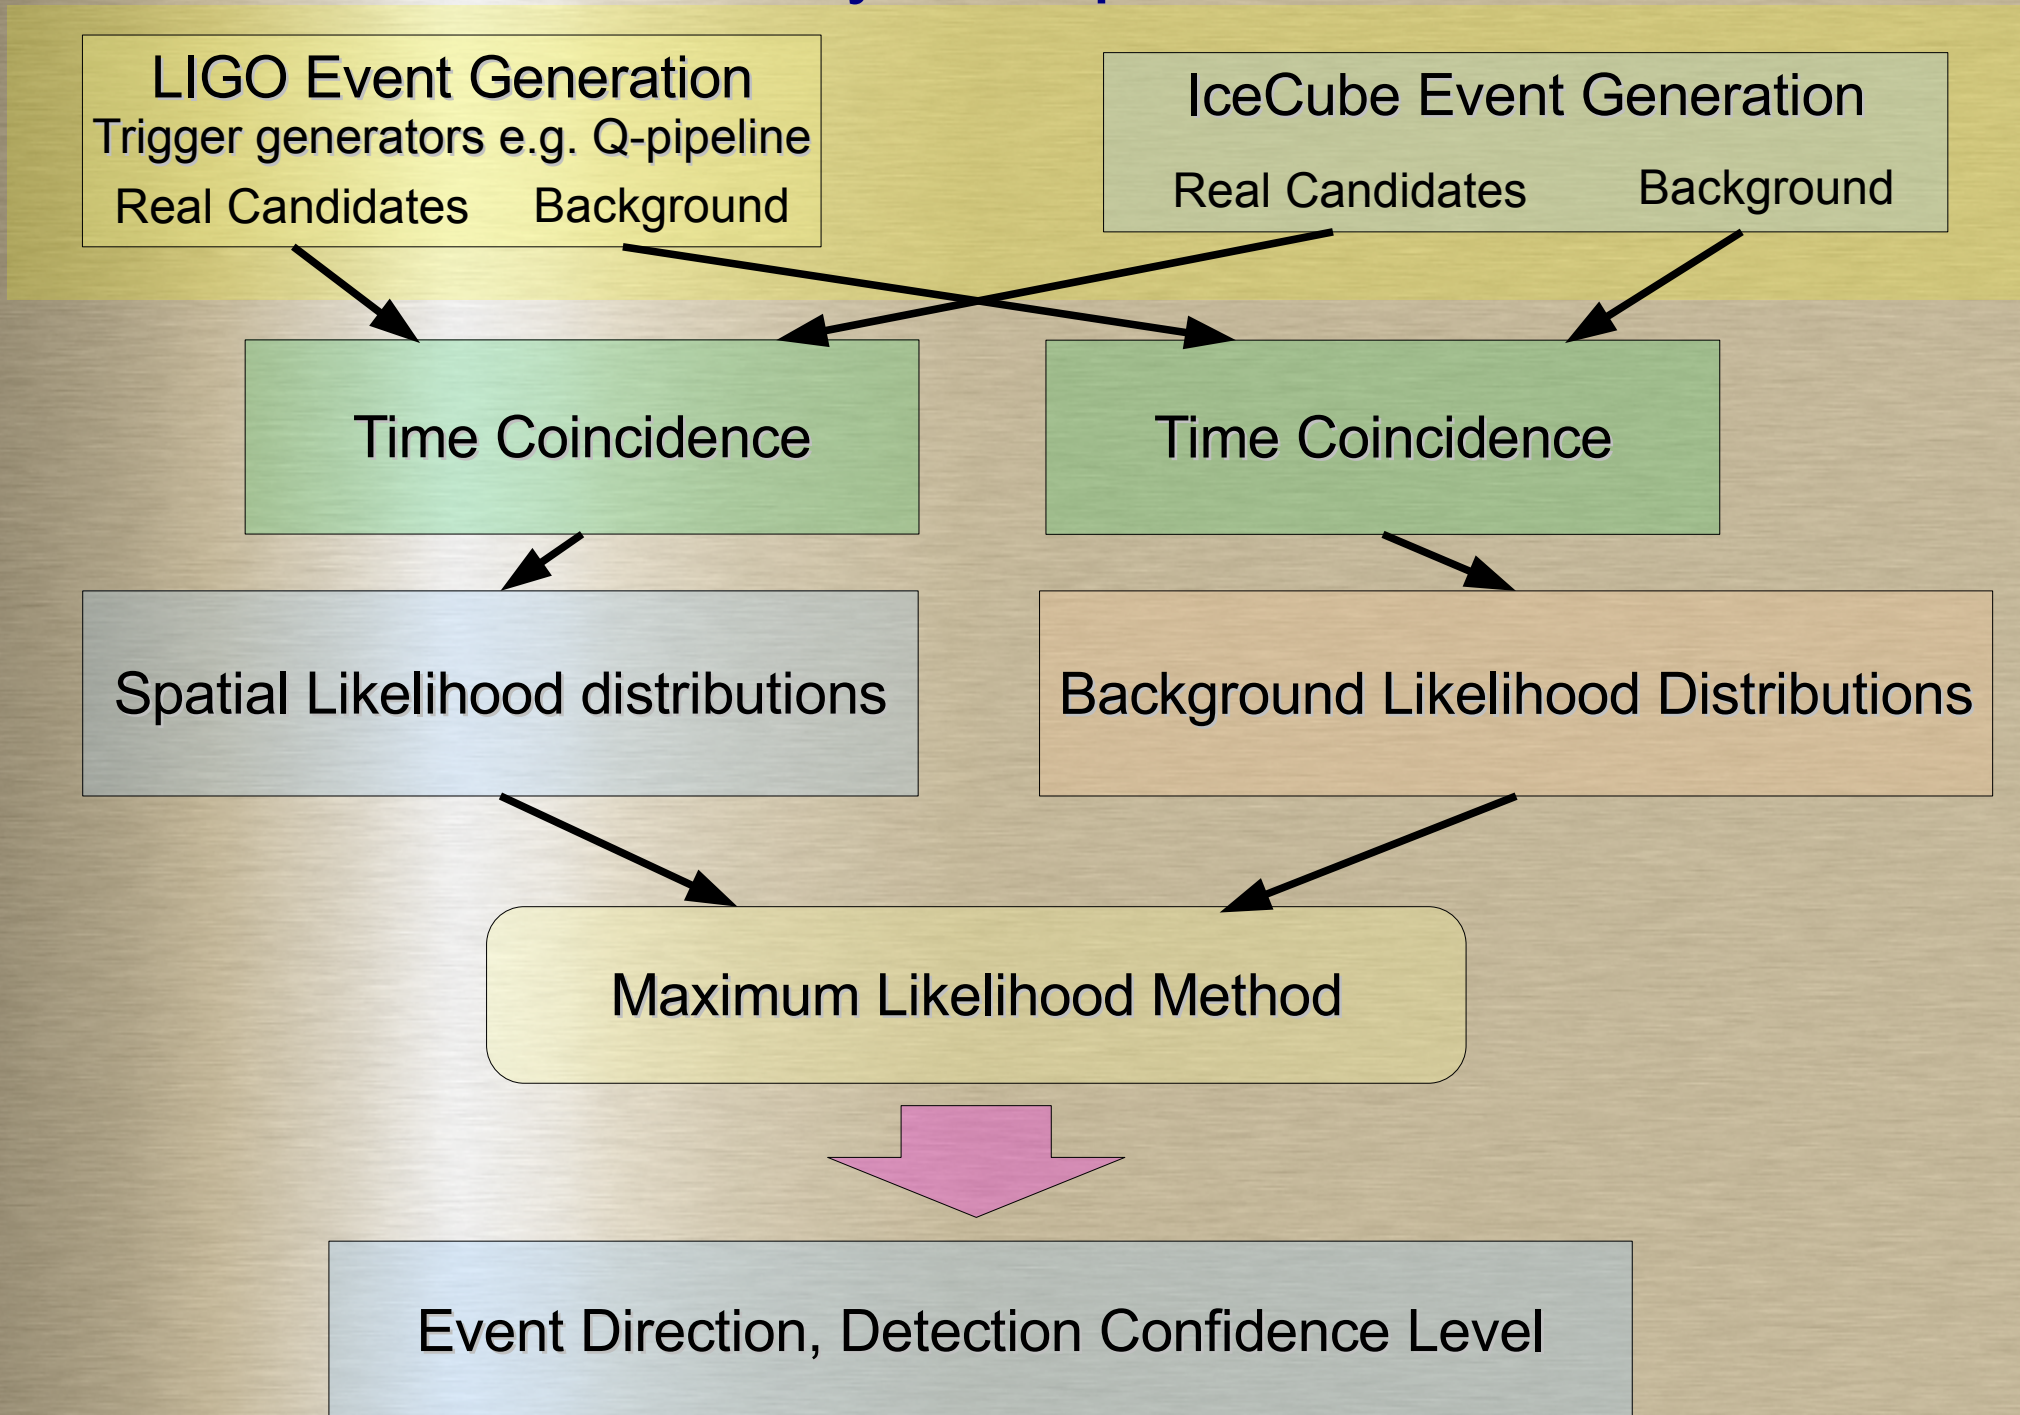 LIGO Event Generation
Trigger generators e.g. Q-pipeline
Real Candidates Background
IceCube Event Generation
Real Candidates Background
Time Coincidence
Time Coincidence
Spatial Likelihood distributions
Background Likelihood Distributions
Maximum Likelihood Method
Event Direction, Detection Confidence Level